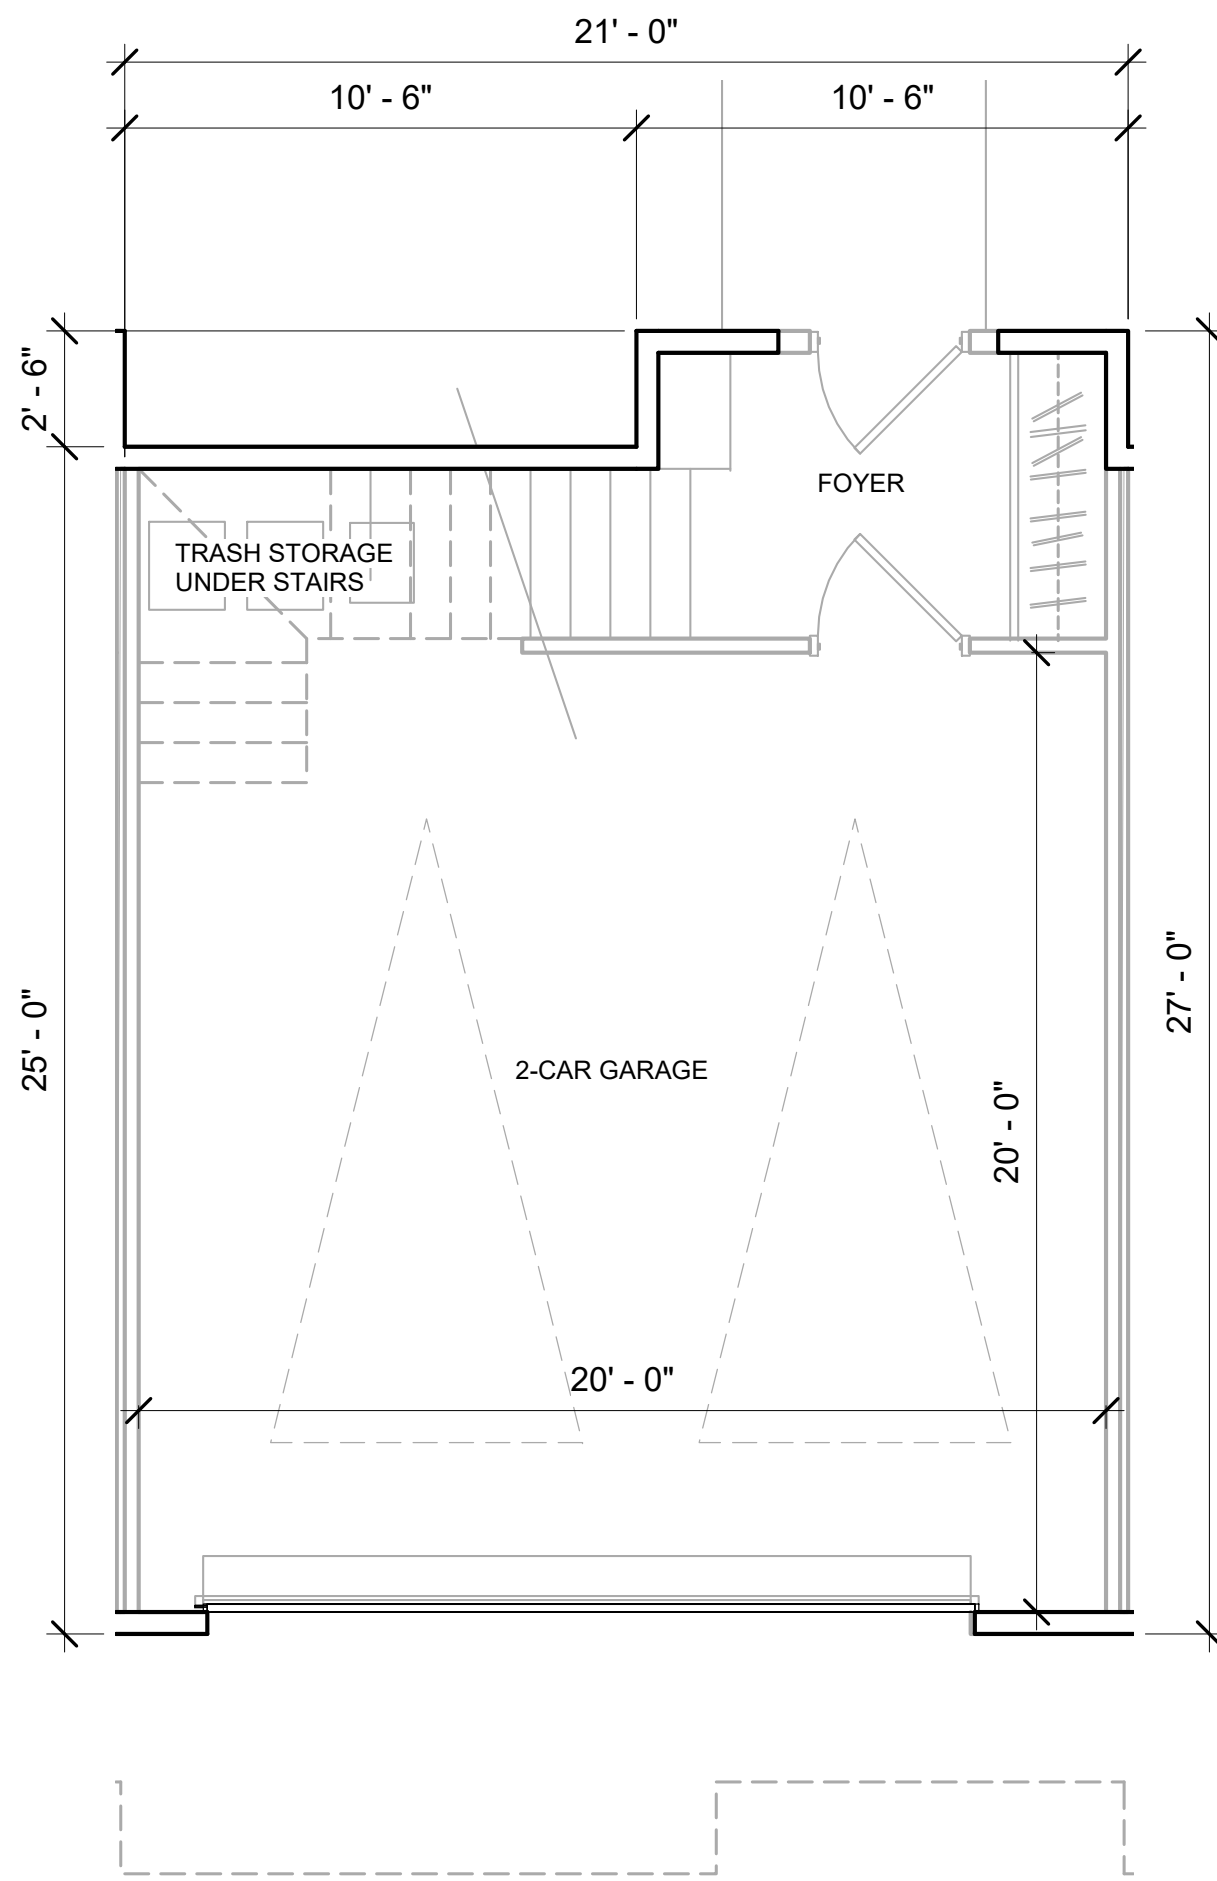 21' - 0"
10' - 6"
10' - 6"
2' - 6"
FOYER
TRASH STORAGE
UNDER STAIRS
25' - 0"
27' - 0"
2-CAR GARAGE
20' - 0"
20' - 0"